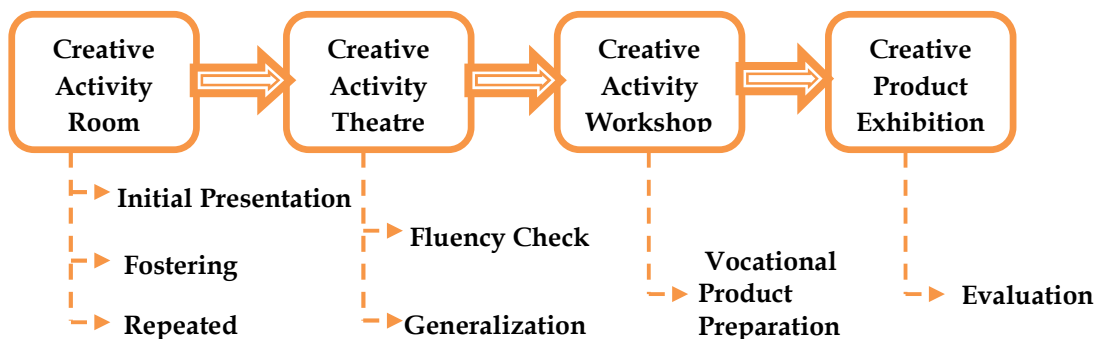 Creative
Activity
Room
Creative
Activity
Theatre
Creative
Activity
Workshop
Creative
Product
Exhibition
Initial Presentation
Fostering
Repeated
Fluency Check
Generalization
Vocational
Product
Preparation
Evaluation